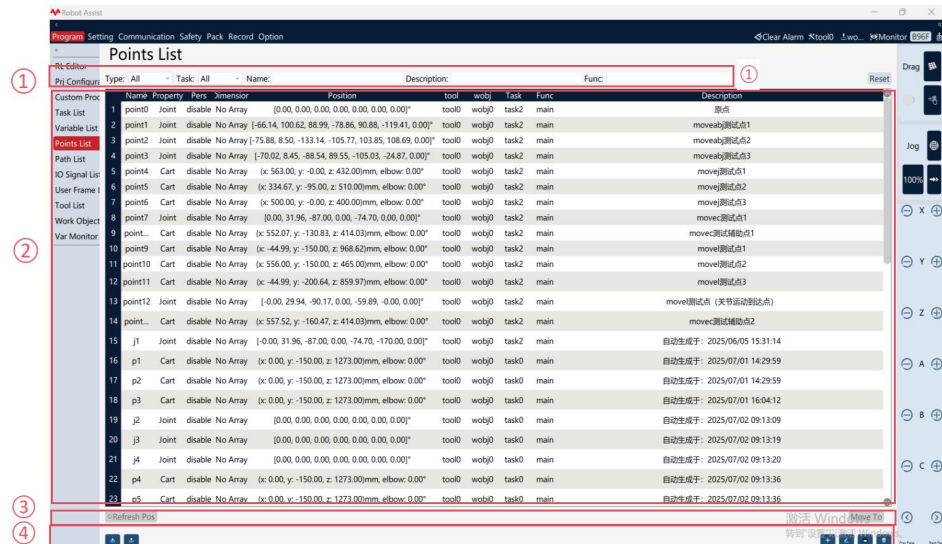 Robot Assist
Program Setting Communication Safety Pack Record Option
Clear Alarm tool0 wo... Monitor B96F
Points List
RL Editor
Prj Configura
Custom Proc
Task List
Variable List
Points List
Path List
IO Signal List
User Frame
Tool List
Work Object
Var Monitor
①
Type: All Task: All Name: Description: Func:
①
Reset
②
Name Property Pers Dimension Position tool wobj Task Func Description
1 point0 Joint disable No Array [0.00, 0.00, 0.00, 0.00, 0.00, 0.00, 0.00]° tool0 wobj0 task2 main 原点
2 point1 Joint disable No Array [-66.14, 100.62, 88.99, -78.86, 90.88, -119.41, 0.00]° tool0 wobj0 task2 main moveabj测试点1
3 point2 Joint disable No Array [-75.88, 8.50, -133.14, -105.77, 103.85, 108.69, 0.00]° tool0 wobj0 task2 main moveabj测试点2
4 point3 Joint disable No Array [-70.02, 8.45, -88.54, 89.55, -105.03, -24.87, 0.00]° tool0 wobj0 task2 main moveabj测试点3
5 point4 Cart disable No Array (x: 563.00, y: -0.00, z: 432.00)mm, elbow: 0.00° tool0 wobj0 task2 main movej测试点1
6 point5 Cart disable No Array (x: 334.67, y: -95.00, z: 510.00)mm, elbow: 0.00° tool0 wobj0 task2 main movej测试点2
7 point6 Cart disable No Array (x: 500.00, y: -0.00, z: 400.00)mm, elbow: 0.00° tool0 wobj0 task2 main movej测试点3
8 point7 Joint disable No Array [0.00, 31.96, -87.00, 0.00, -74.70, 0.00, 0.00]° tool0 wobj0 task2 main movec测试点1
9 point... Cart disable No Array (x: 552.07, y: -130.83, z: 414.03)mm, elbow: 0.00° tool0 wobj0 task2 main movec测试辅助点1
10 point9 Cart disable No Array (x: -44.99, y: -150.00, z: 968.62)mm, elbow: 0.00° tool0 wobj0 task2 main movel测试点1
11 point10 Cart disable No Array (x: 556.00, y: -150.00, z: 465.00)mm, elbow: 0.00° tool0 wobj0 task2 main movel测试点2
12 point11 Cart disable No Array (x: -44.99, y: -200.64, z: 859.97)mm, elbow: 0.00° tool0 wobj0 task2 main movel测试点3
13 point12 Joint disable No Array [-0.00, 29.94, -90.17, 0.00, -59.89, -0.00, 0.00]° tool0 wobj0 task2 main movel测试点（关节运动到达点）
14 point... Cart disable No Array (x: 557.52, y: -160.47, z: 414.03)mm, elbow: 0.00° tool0 wobj0 task2 main movec测试辅助点2
15 j1 Joint disable No Array [-0.00, 31.96, -87.00, 0.00, -74.70, -170.00, 0.00]° tool0 wobj0 task2 main 自动生成于：2025/06/05 15:31:14
16 p1 Cart disable No Array (x: 0.00, y: -150.00, z: 1273.00)mm, elbow: 0.00° tool0 wobj0 task0 main 自动生成于：2025/07/01 14:29:59
17 p2 Cart disable No Array (x: 0.00, y: -150.00, z: 1273.00)mm, elbow: 0.00° tool0 wobj0 task0 main 自动生成于：2025/07/01 14:29:59
18 p3 Cart disable No Array (x: 0.00, y: -150.00, z: 1273.00)mm, elbow: 0.00° tool0 wobj0 task0 main 自动生成于：2025/07/01 16:04:12
19 j2 Joint disable No Array [0.00, 0.00, 0.00, 0.00, 0.00, 0.00, 0.00]° tool0 wobj0 task0 main 自动生成于：2025/07/02 09:13:09
20 j3 Joint disable No Array [0.00, 0.00, 0.00, 0.00, 0.00, 0.00, 0.00]° tool0 wobj0 task0 main 自动生成于：2025/07/02 09:13:19
21 j4 Joint disable No Array [0.00, 0.00, 0.00, 0.00, 0.00, 0.00, 0.00]° tool0 wobj0 task0 main 自动生成于：2025/07/02 09:13:20
22 p4 Cart disable No Array (x: 0.00, y: -150.00, z: 1273.00)mm, elbow: 0.00° tool0 wobj0 task0 main 自动生成于：2025/07/02 09:13:36
23 p5 Cart disable No Array (x: 0.00, y: -150.00, z: 1273.00)mm, elbow: 0.00° tool0 wobj0 task0 main 自动生成于：2025/07/02 09:13:36
③
Refresh Pos Move To
④
激活 Windows
Drag
Jog
100%
X
Y
Z
A
B
C